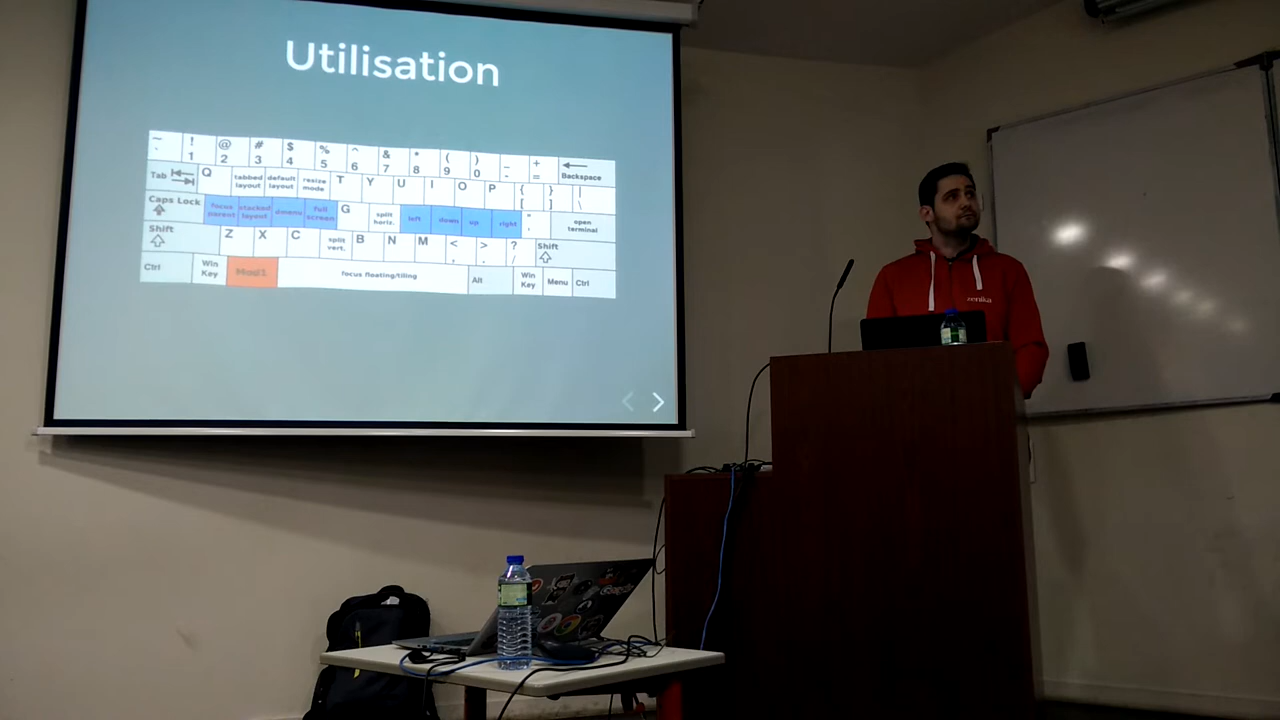 Utilisation
~ ! @ # $ % ^ & * ( ) _ + ←
` 1 2 3 4 5 6 7 8 9 0 - = Backspace
Tab Q tabbed layout default layout resize mode T Y U I O P { [ } ] | \
Caps Lock focus parent stacked layout dmenu full screen G split horiz. left down up right " ' open terminal
Shift Z X C split vert. B N M < , > . ? / Shift
Ctrl Win Key Mod1 focus floating/tiling Alt Win Key Menu Ctrl
< >
zenika